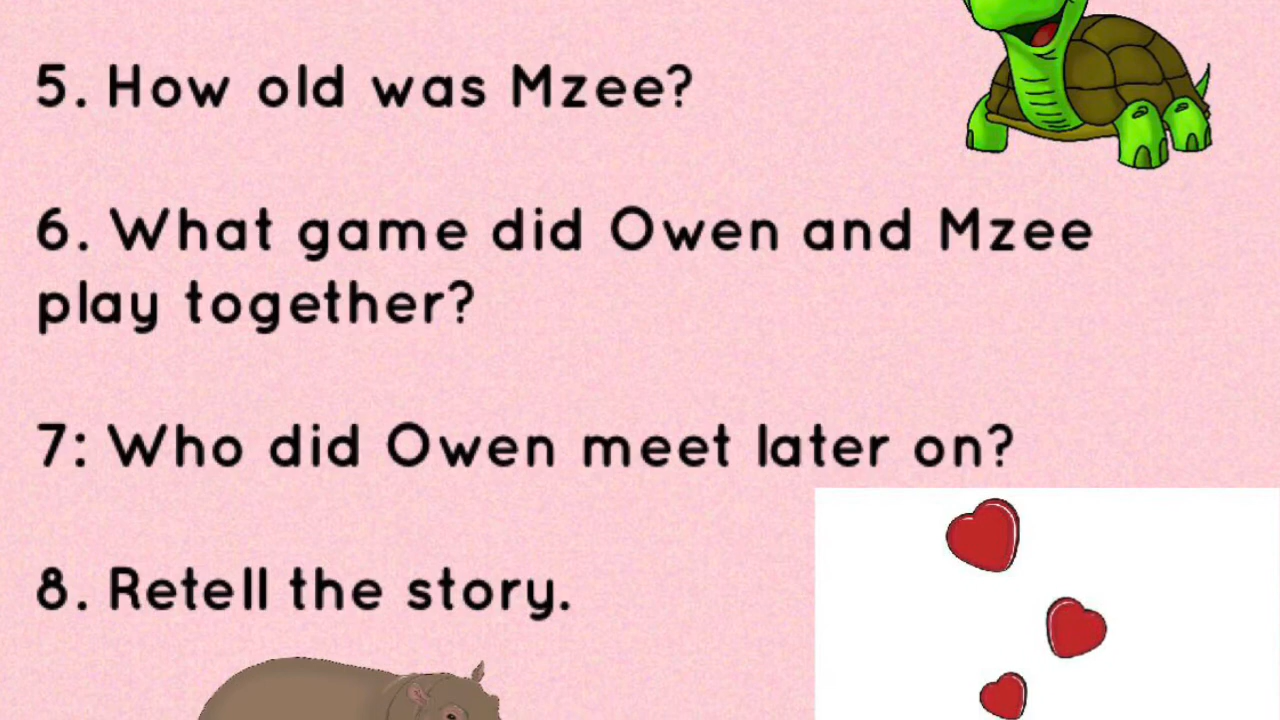 5. How old was Mzee?
6. What game did Owen and Mzee
play together?
7: Who did Owen meet later on?
8. Retell the story.